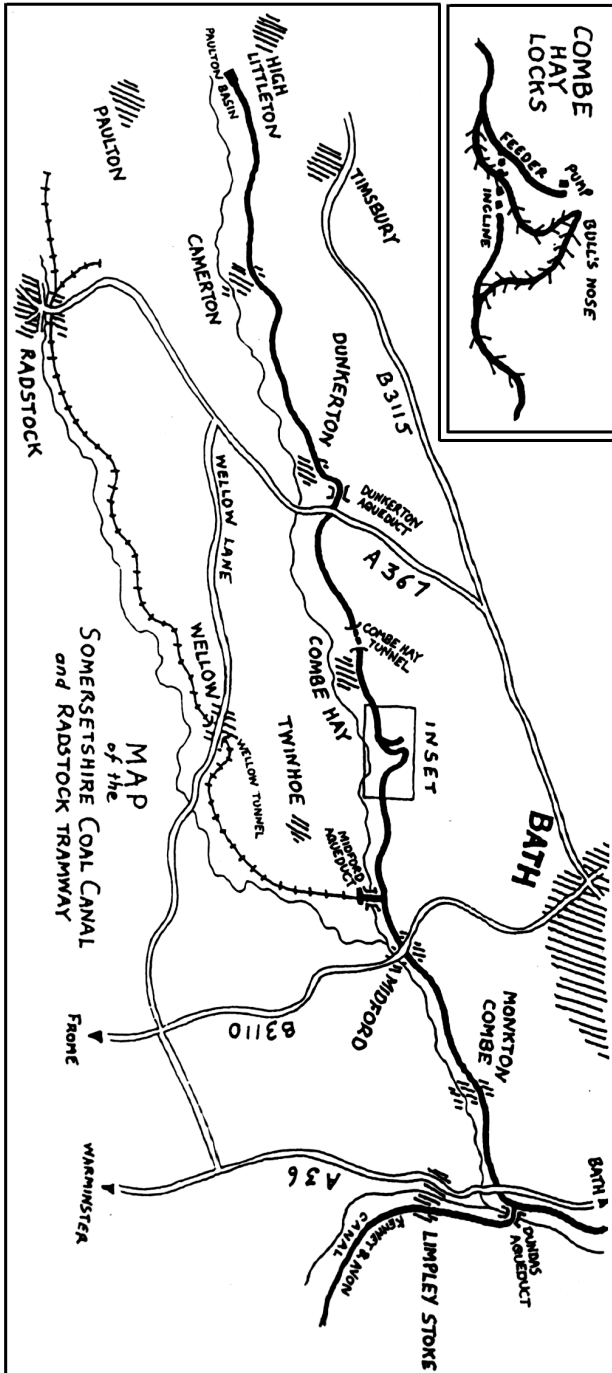 COMBE
HAY
LOCKS
FEEDER
PUMP
BULL'S NOSE
INCLINE
HIGH
LITTLETON
PAULTON BASIN
PAULTON
TIMSBURY
CAMERTON
RADSTOCK
B3115
DUNKERTON
DUNKERTON
AQUEDUCT
A367
WELLOW LANE
COMBE HAY
TUNNEL
COMBE HAY
INSET
BATH
WELLOW
WELLOW TUNNEL
TWINHOE
MIDFORD
AQUEDUCT
MIDFORD
MONKTON
COMBE
B3110
FROME
A36
WARMINSTER
BATH
DUNDAS
AQUEDUCT
LIMPLEY STOKE
KENNET & AVON
CANAL
MAP
of the
SOMERSETSHIRE COAL CANAL
and RADSTOCK TRAMWAY